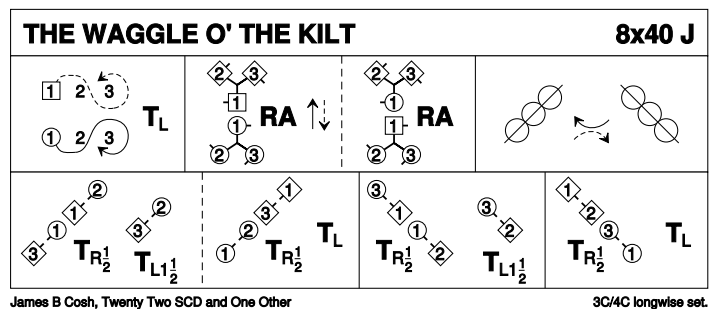 THE WAGGLE O' THE KILT 8x40 J
1 2 3
1 2 3
TL
2 3
1
1
2 3
RA
2 3
1
1
2 3
RA
2
1
1
3
TR½
2
3
TL1½
1
3
2
1
TR½
TL
3
1
1
2
TR½
3
2
TL1½
1
2
3
1
TR½
TL
James B Cosh, Twenty Two SCD and One Other
3C/4C longwise set.